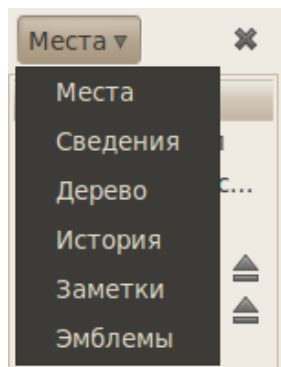 Места
Места
Сведения
Дерево
с...
История
Заметки
Эмблемы